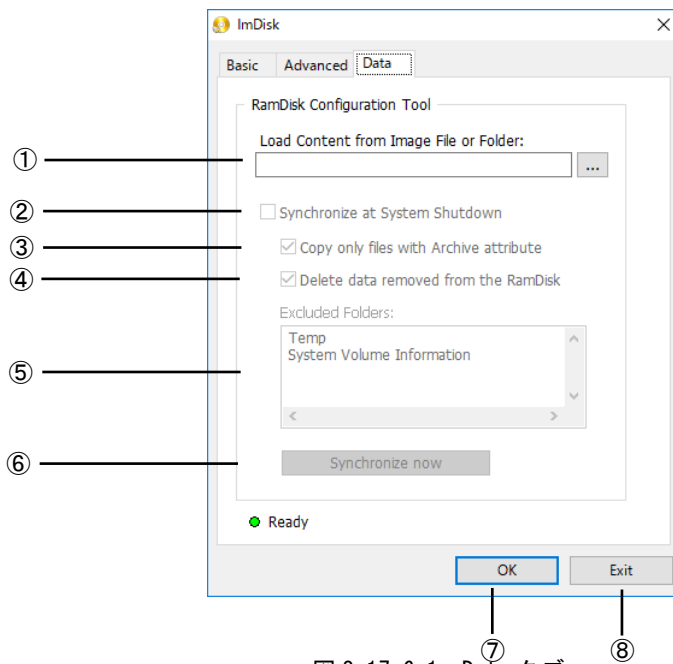 ImDisk
Basic Advanced Data
RamDisk Configuration Tool
① Load Content from Image File or Folder:
...
② Synchronize at System Shutdown
③ Copy only files with Archive attribute
④ Delete data removed from the RamDisk
Excluded Folders:
⑤ Temp
System Volume Information
⑥ Synchronize now
Ready
OK Exit
⑦ ⑧